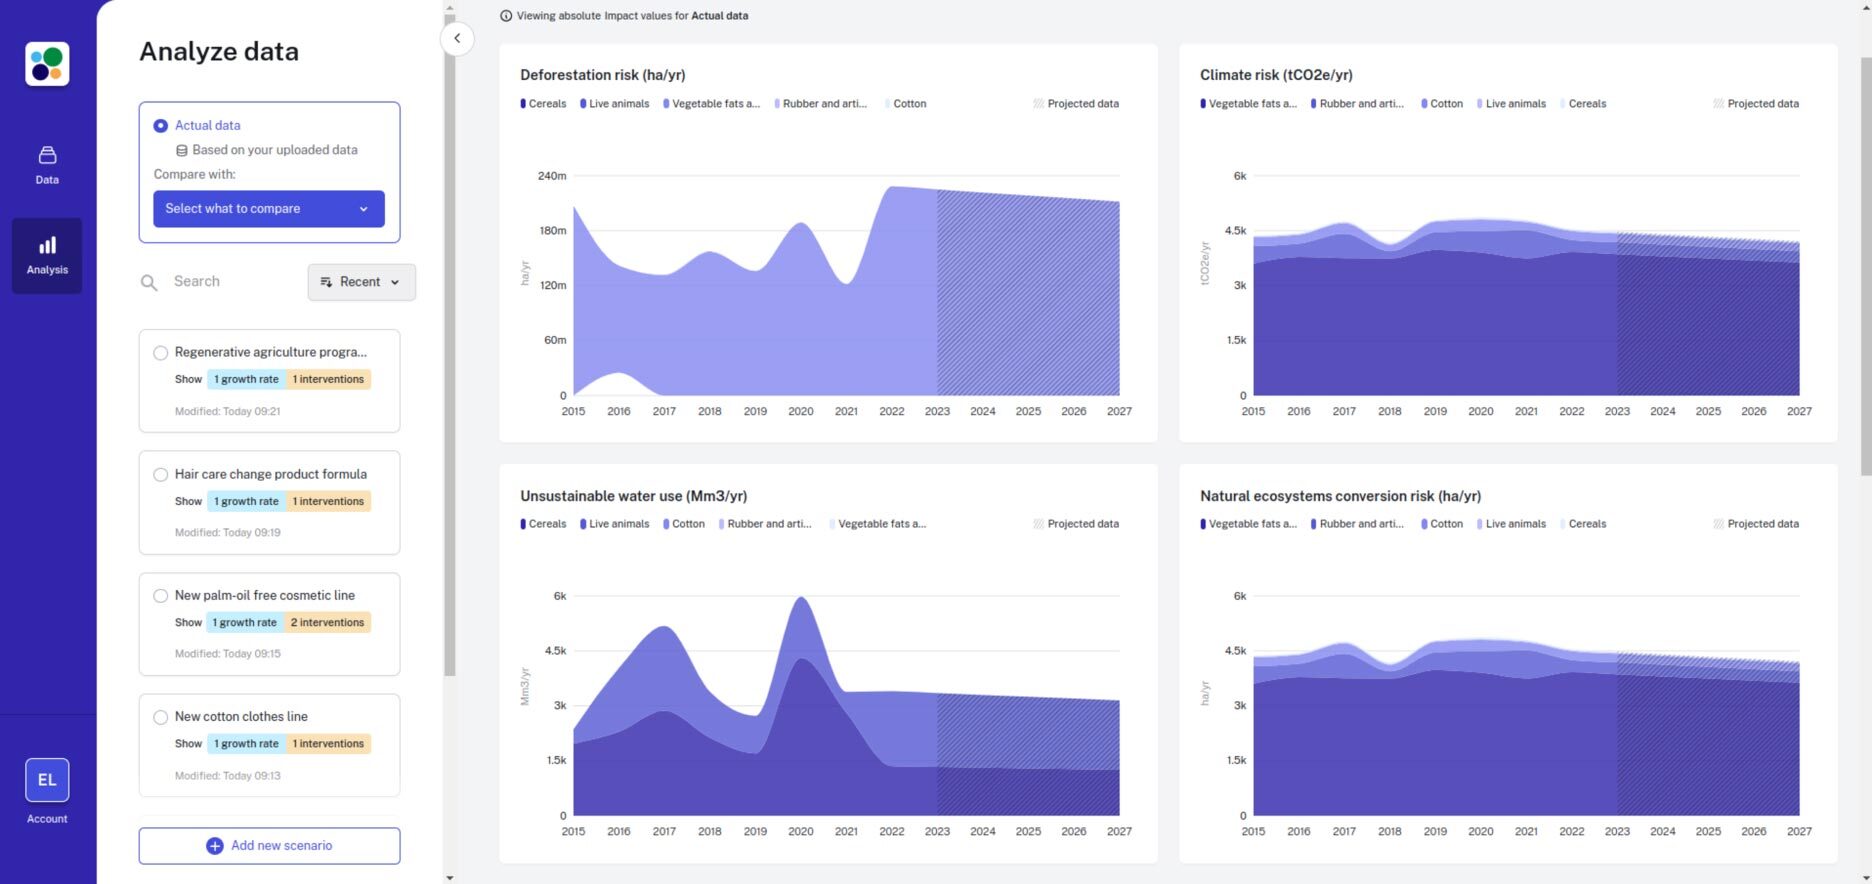 Data
Analysis
EL
Account
Analyze data
Actual data
Based on your uploaded data
Compare with:
Select what to compare
Search
Recent
Regenerative agriculture progra...
Show 1 growth rate 1 interventions
Modified: Today 09:21
Hair care change product formula
Show 1 growth rate 1 interventions
Modified: Today 09:19
New palm-oil free cosmetic line
Show 1 growth rate 2 interventions
Modified: Today 09:15
New cotton clothes line
Show 1 growth rate 1 interventions
Modified: Today 09:13
Add new scenario
Viewing absolute Impact values for Actual data
Deforestation risk (ha/yr)
Cereals Live animals Vegetable fats a... Rubber and arti... Cotton Projected data
ha/yr
240m
180m
120m
60m
0
2015 2016 2017 2018 2019 2020 2021 2022 2023 2024 2025 2026 2027
Climate risk (tCO2e/yr)
Vegetable fats a... Rubber and arti... Cotton Live animals Cereals Projected data
tCO2e/yr
6k
4.5k
3k
1.5k
0
2015 2016 2017 2018 2019 2020 2021 2022 2023 2024 2025 2026 2027
Unsustainable water use (Mm3/yr)
Cereals Live animals Cotton Rubber and arti... Vegetable fats a... Projected data
Mm3/yr
6k
4.5k
3k
1.5k
0
2015 2016 2017 2018 2019 2020 2021 2022 2023 2024 2025 2026 2027
Natural ecosystems conversion risk (ha/yr)
Vegetable fats a... Rubber and arti... Cotton Live animals Cereals Projected data
ha/yr
6k
4.5k
3k
1.5k
0
2015 2016 2017 2018 2019 2020 2021 2022 2023 2024 2025 2026 2027